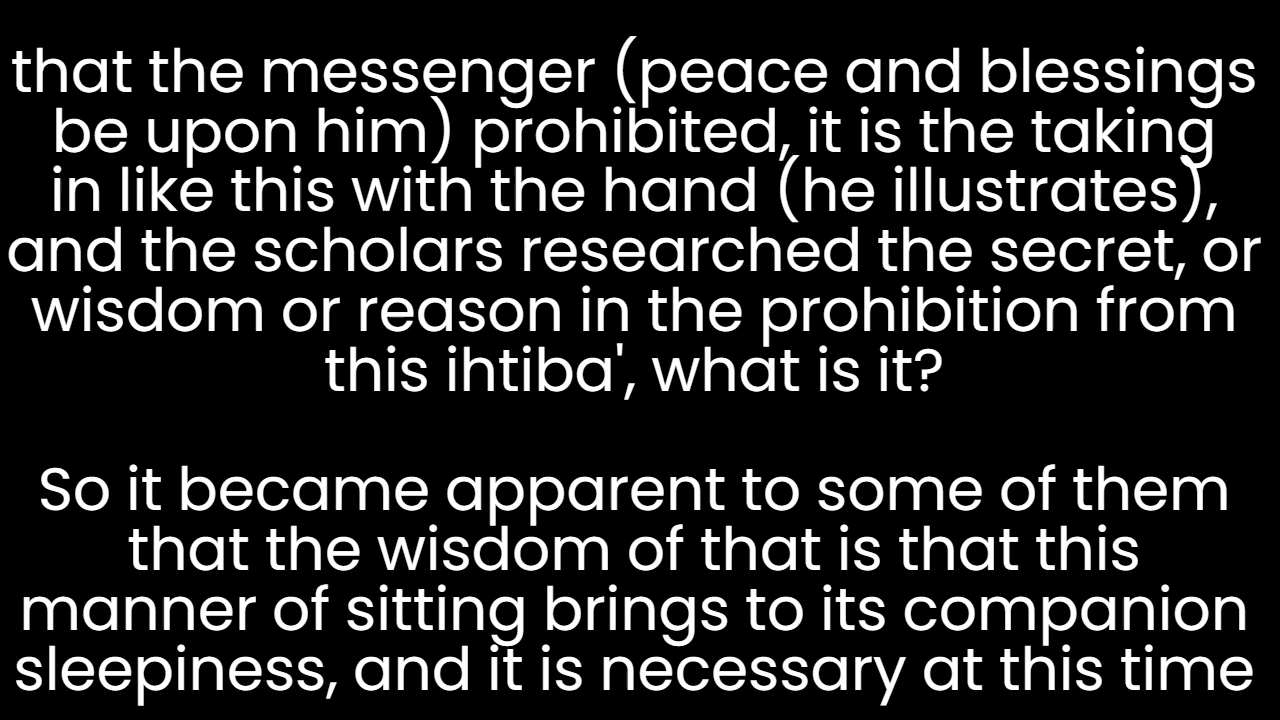 that the messenger (peace and blessings
be upon him) prohibited, it is the taking
in like this with the hand (he illustrates),
and the scholars researched the secret, or
wisdom or reason in the prohibition from
this ihtiba', what is it?
So it became apparent to some of them
that the wisdom of that is that this
manner of sitting brings to its companion
sleepiness, and it is necessary at this time